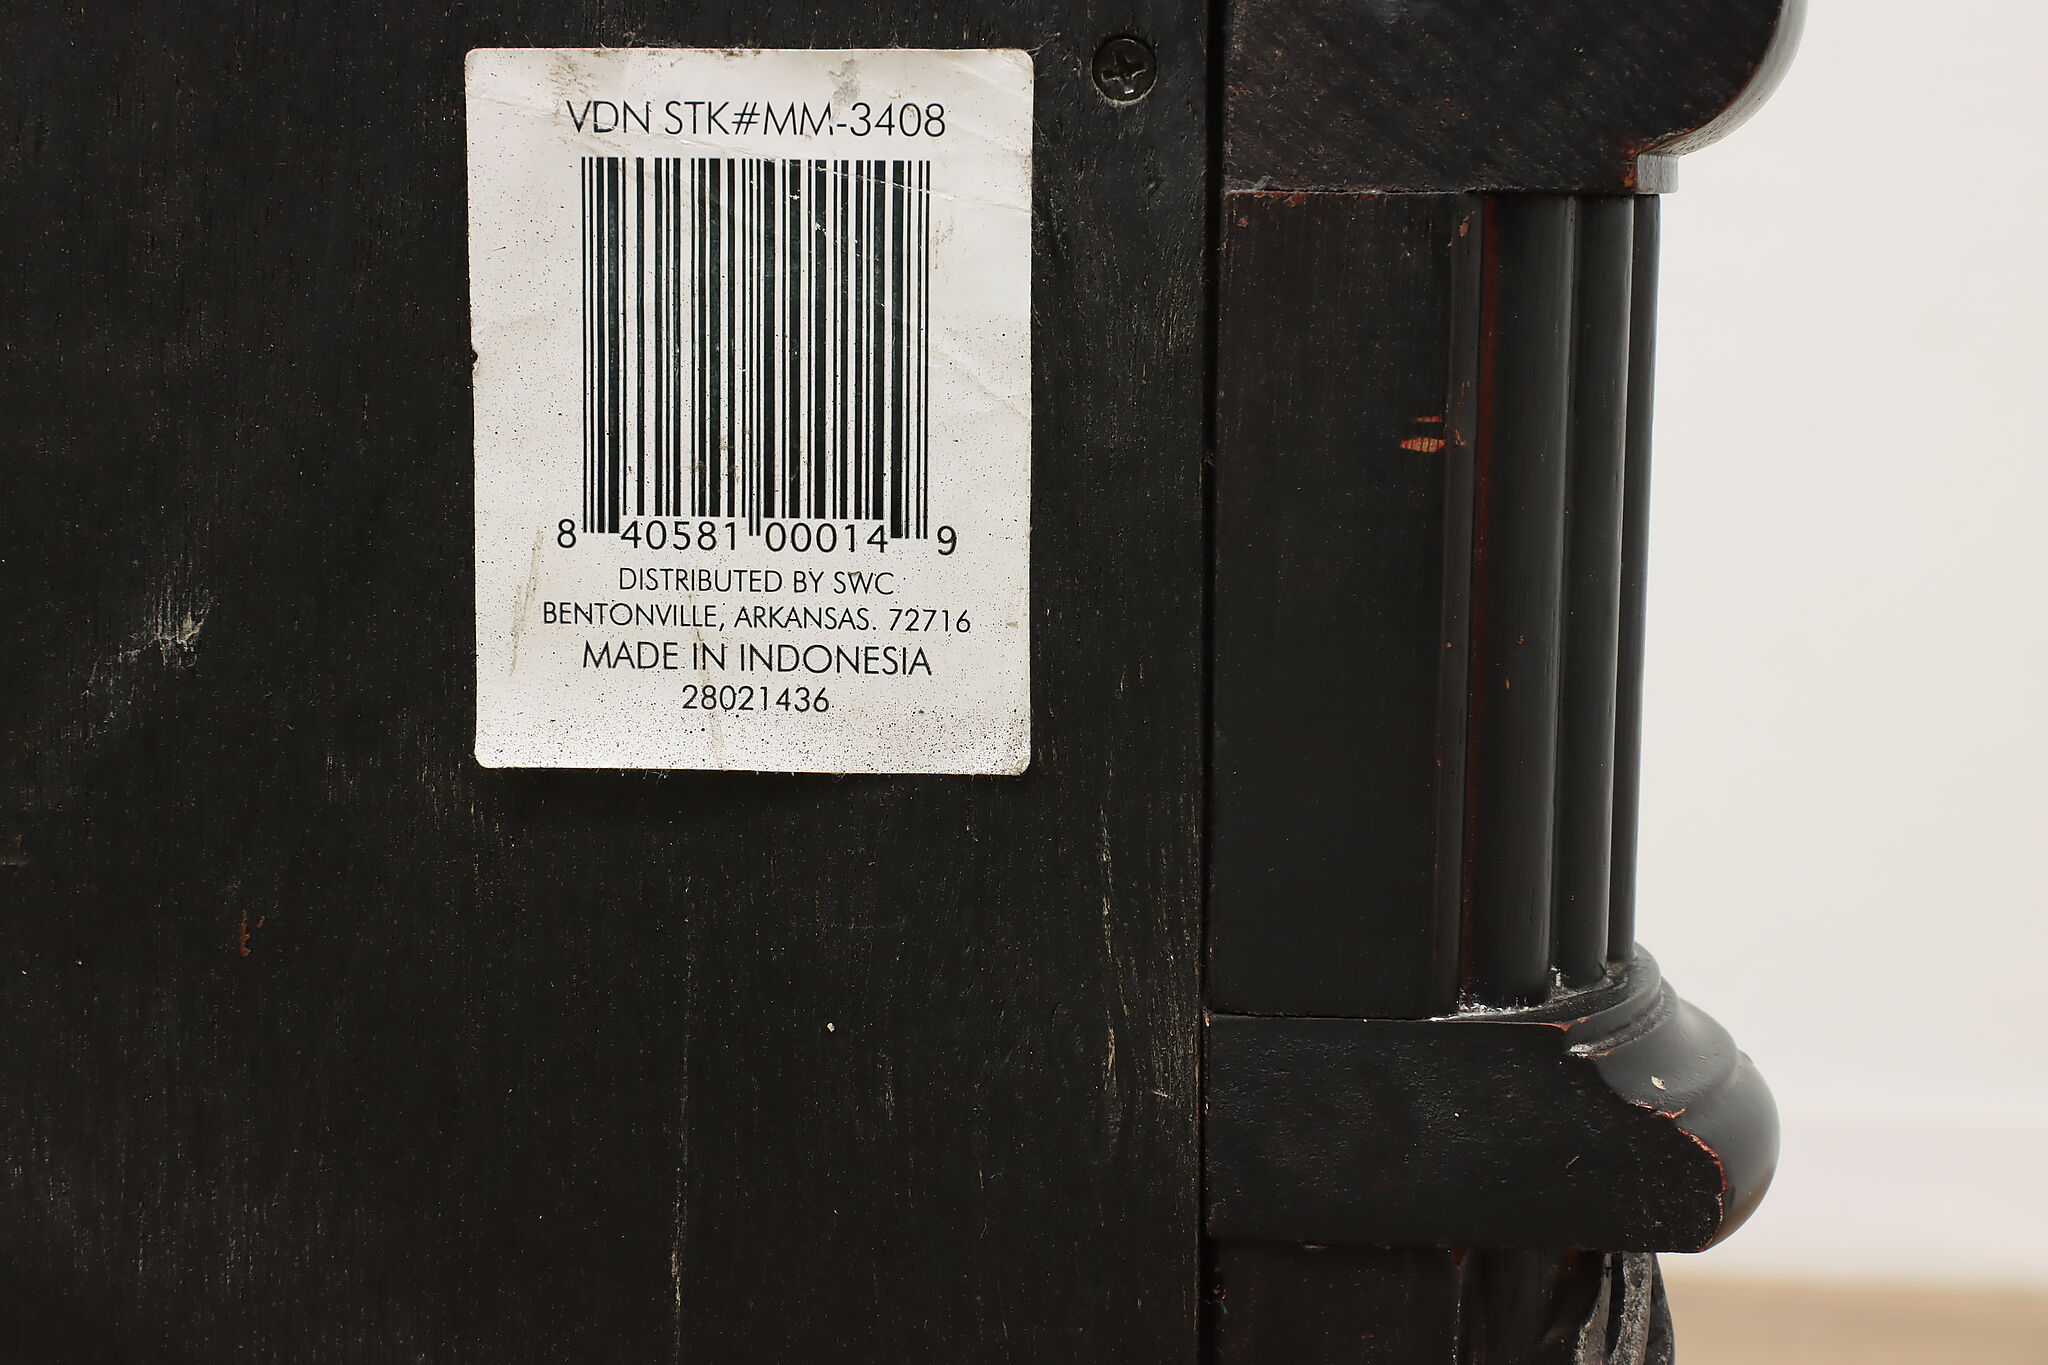 VDN STK#MM-3408
8 40581 00014 9
DISTRIBUTED BY SWC
BENTONVILLE, ARKANSAS. 72716
MADE IN INDONESIA
28021436